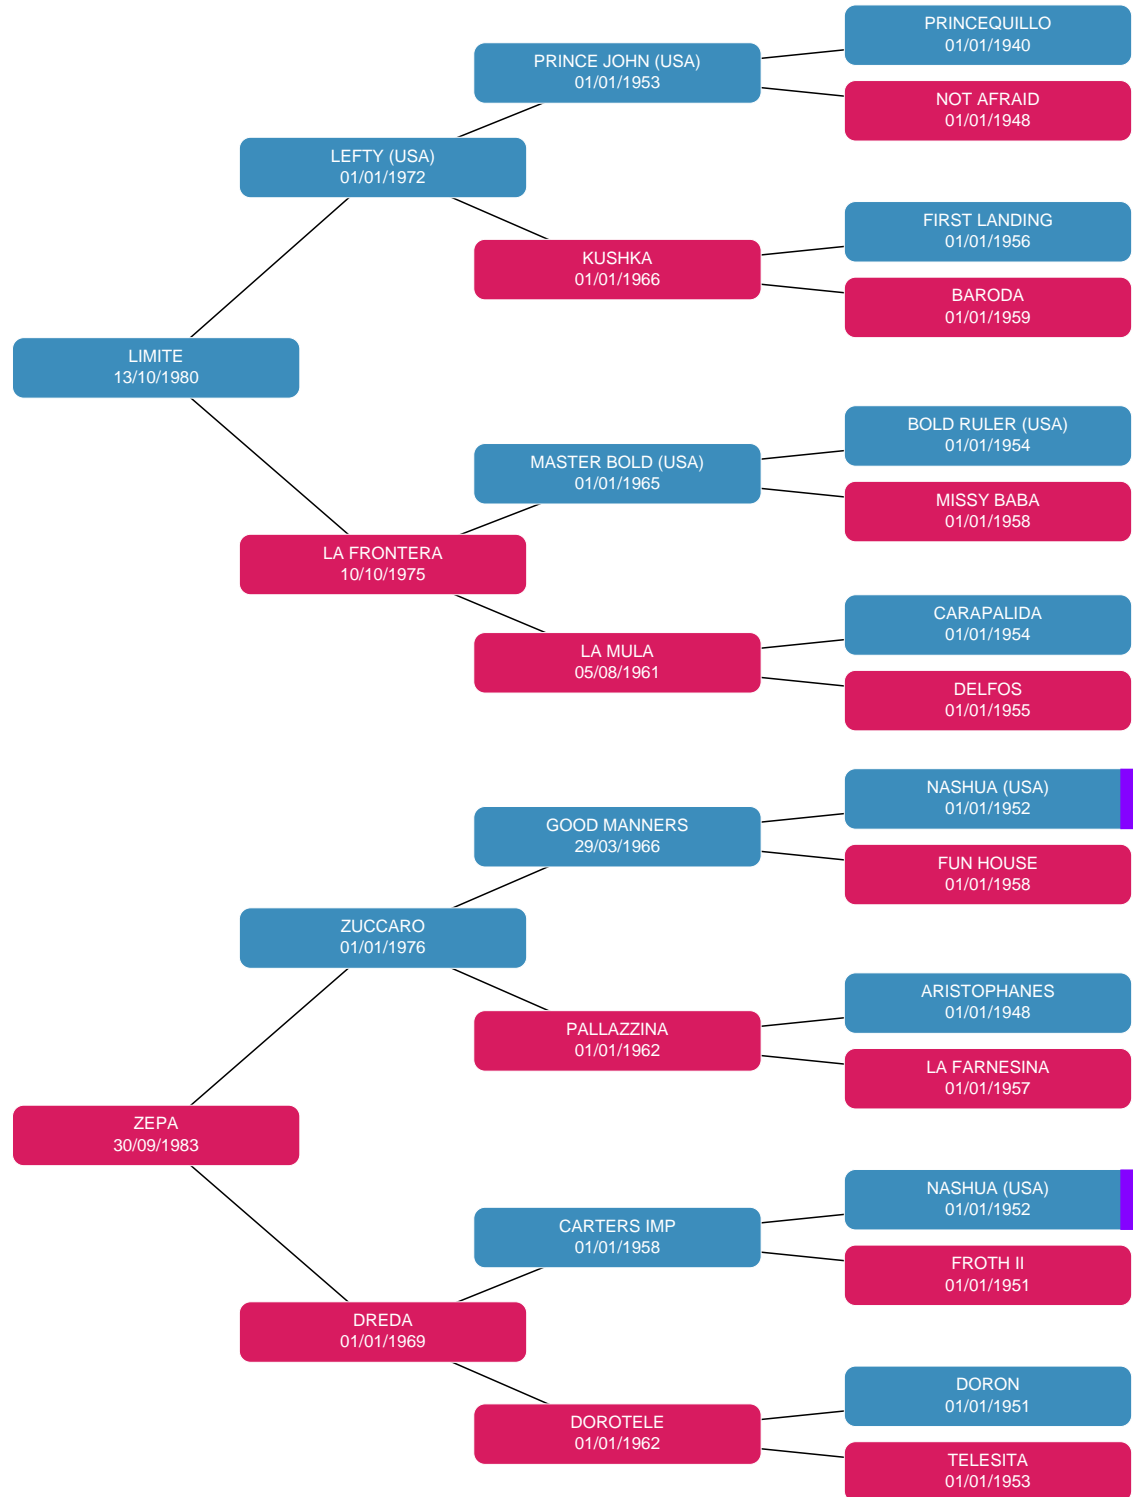 PRINCEQUILLO
01/01/1940
PRINCE JOHN (USA)
01/01/1953
NOT AFRAID
01/01/1948
LEFTY (USA)
01/01/1972
FIRST LANDING
01/01/1956
KUSHKA
01/01/1966
BARODA
01/01/1959
LIMITE
13/10/1980
BOLD RULER (USA)
01/01/1954
MASTER BOLD (USA)
01/01/1965
MISSY BABA
01/01/1958
LA FRONTERA
10/10/1975
CARAPALIDA
01/01/1954
LA MULA
05/08/1961
DELFOS
01/01/1955
NASHUA (USA)
01/01/1952
GOOD MANNERS
29/03/1966
FUN HOUSE
01/01/1958
ZUCCARO
01/01/1976
ARISTOPHANES
01/01/1948
PALLAZZINA
01/01/1962
LA FARNESINA
01/01/1957
ZEPA
30/09/1983
NASHUA (USA)
01/01/1952
CARTERS IMP
01/01/1958
FROTH II
01/01/1951
DREDA
01/01/1969
DORON
01/01/1951
DOROTELE
01/01/1962
TELESITA
01/01/1953